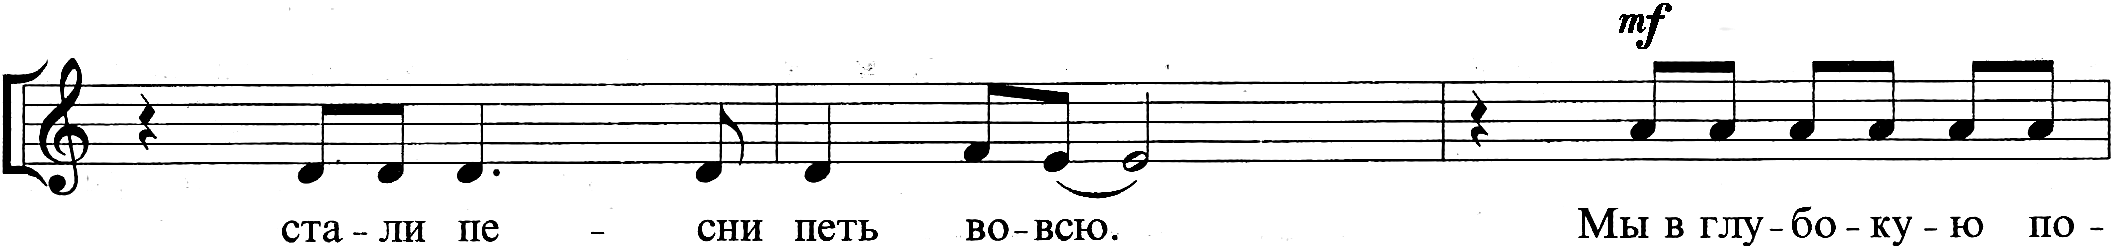 mf
ста - ли пе - сни петь во - всю. Мы в глу - бо - ку - ю по -